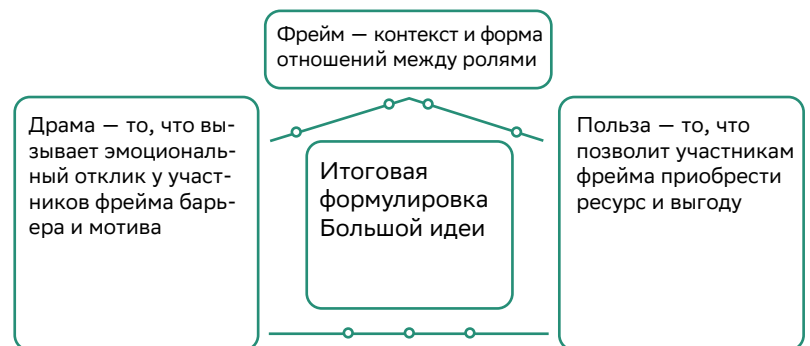 Фрейм — контекст и форма
отношений между ролями
Драма — то, что вы-
зывает эмоциональ-
ный отклик у участ-
ников фрейма барь-
ера и мотива
Итоговая
формулировка
Большой идеи
Польза — то, что
позволит участникам
фрейма приобрести
ресурс и выгоду